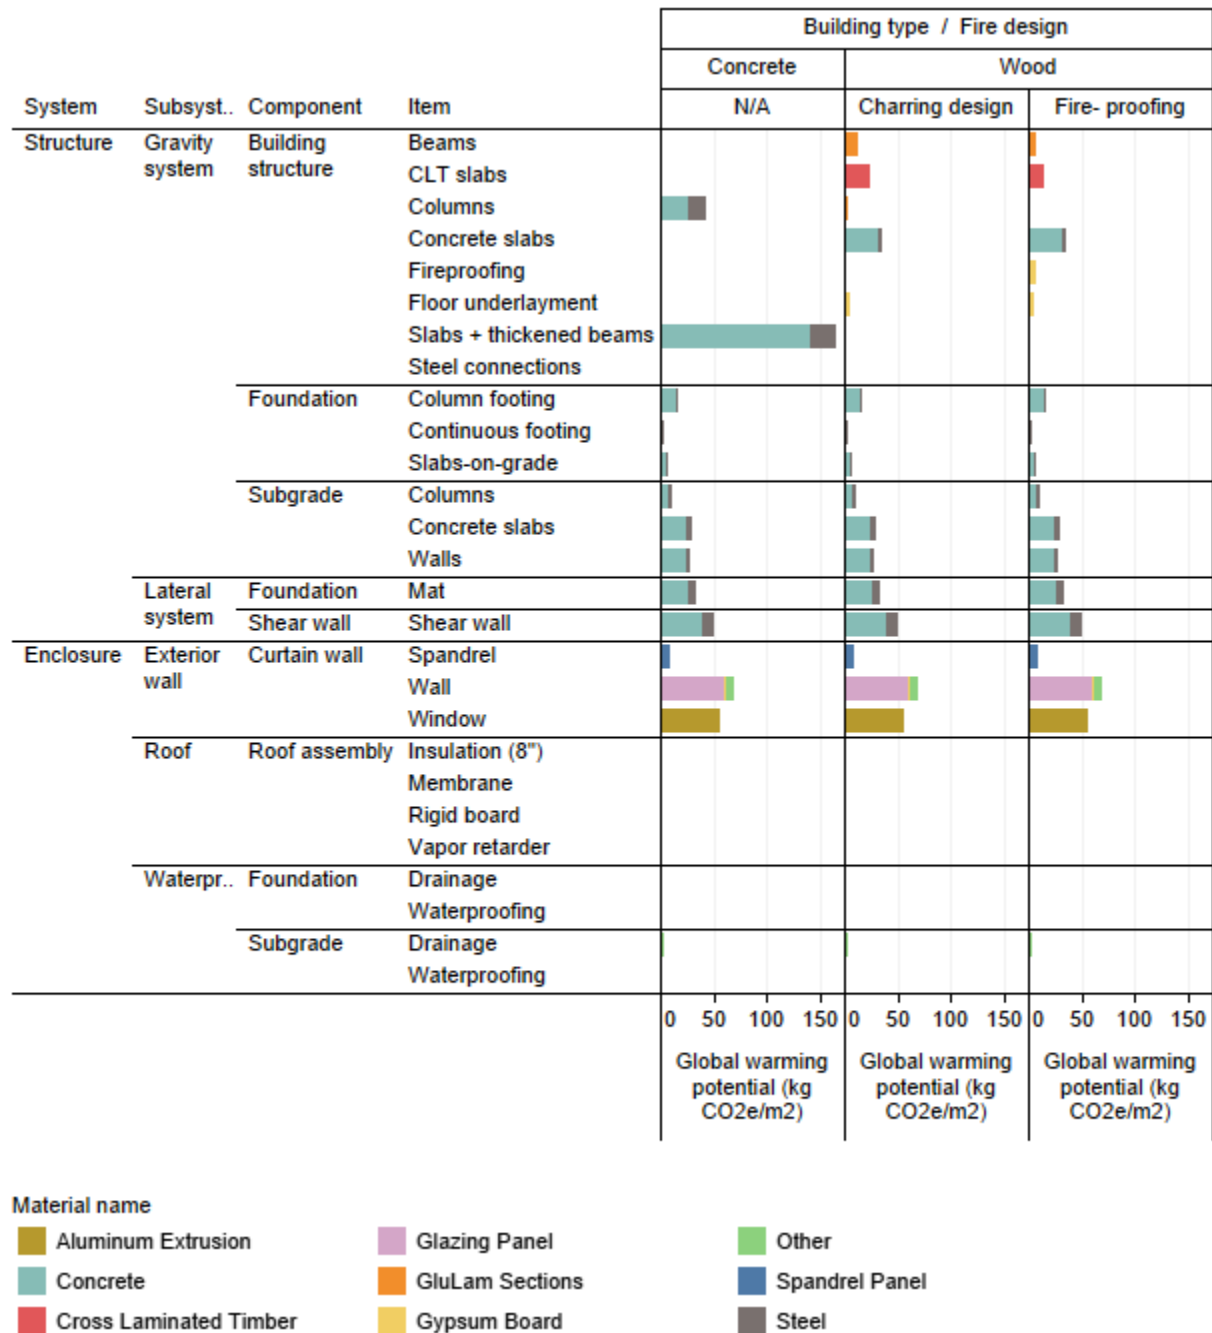 Building type / Fire design
Concrete Wood
System Subsyst.. Component Item N/A Charring design Fire- proofing
Structure Gravity system Building structure Beams
CLT slabs
Columns
Concrete slabs
Fireproofing
Floor underlayment
Slabs + thickened beams
Steel connections
Foundation Column footing
Continuous footing
Slabs-on-grade
Subgrade Columns
Concrete slabs
Walls
Lateral system Foundation Mat
Shear wall Shear wall
Enclosure Exterior wall Curtain wall Spandrel
Wall
Window
Roof Roof assembly Insulation (8")
Membrane
Rigid board
Vapor retarder
Waterpr.. Foundation Drainage
Waterproofing
Subgrade Drainage
Waterproofing
0 50 100 150 0 50 100 150 0 50 100 150
Global warming Global warming Global warming
potential (kg potential (kg potential (kg
CO2e/m2) CO2e/m2) CO2e/m2)
Material name
Aluminum Extrusion Glazing Panel Other
Concrete GluLam Sections Spandrel Panel
Cross Laminated Timber Gypsum Board Steel